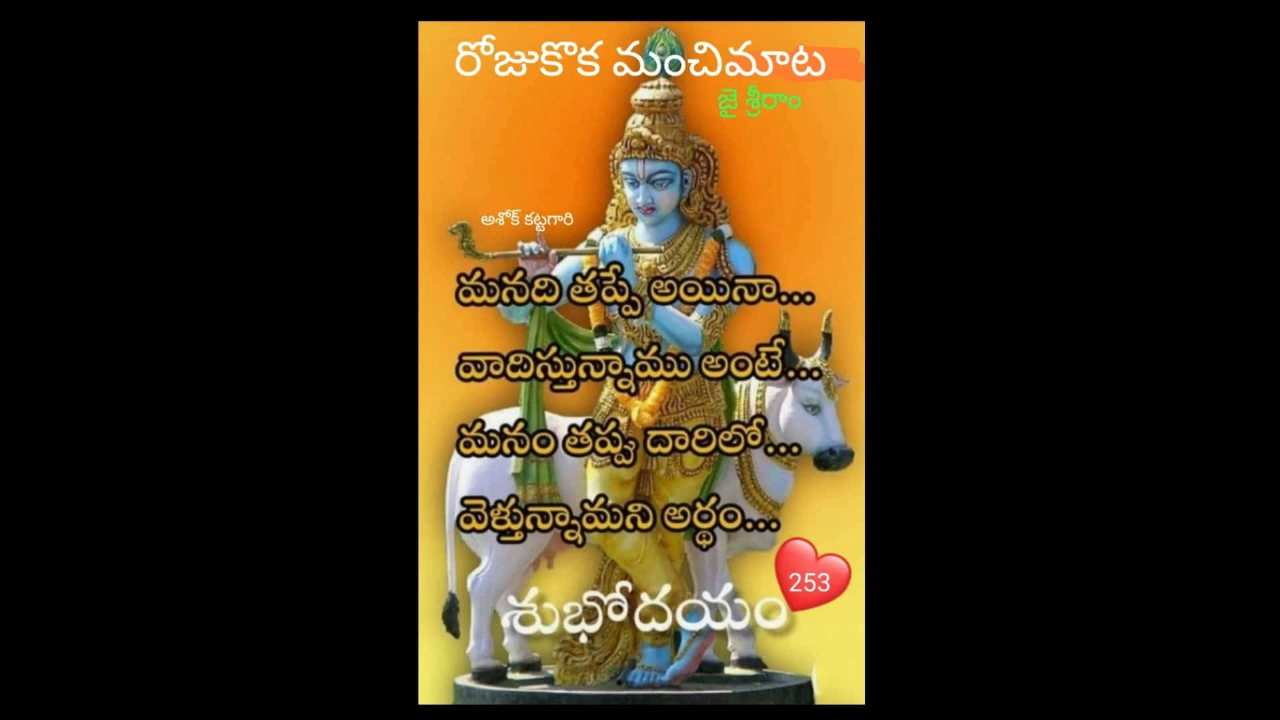 రోజుకొక మంచిమాట
జై శ్రీరాం
అశోక్ కట్టగారి
మనది తప్పే అయినా...
వాదిస్తున్నాము అంటే...
మనం తప్పు దారిలో...
వెళ్తున్నామని అర్థం...
253
శుభోదయం